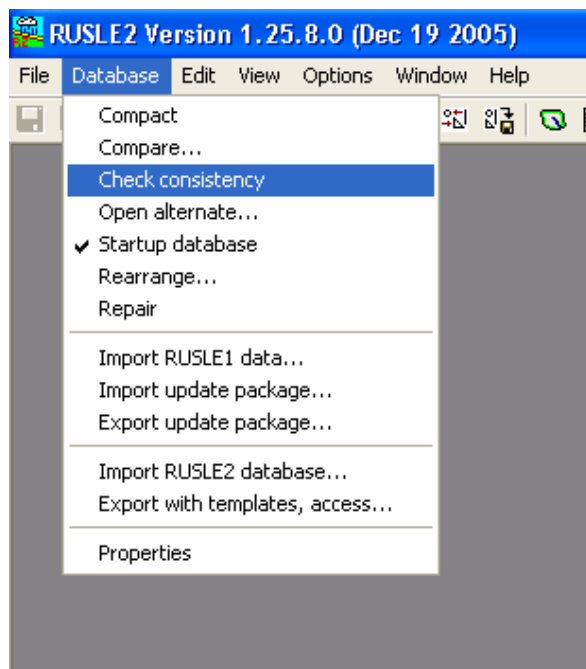 RUSLE2 Version 1.25.8.0 (Dec 19 2005)
File Database Edit View Options Window Help
Compact
Compare...
Check consistency
Open alternate...
Startup database
Rearrange...
Repair
Import RUSLE1 data...
Import update package...
Export update package...
Import RUSLE2 database...
Export with templates, access...
Properties